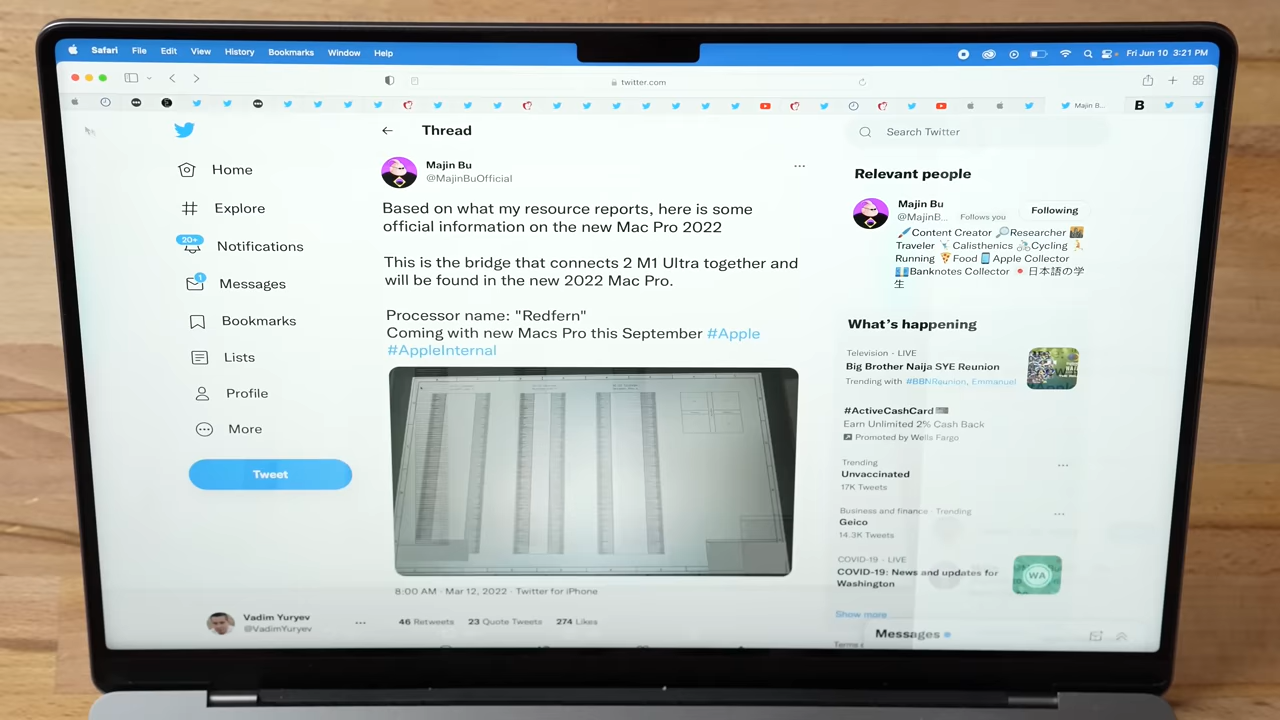 Safari File Edit View History Bookmarks Window Help
Fri Jun 10 3:21 PM
twitter.com
Majin B...
Thread
Search Twitter
Home
Explore
20+
Notifications
1
Messages
Bookmarks
Lists
Profile
More
Tweet
Vadim Yuryev
@VadimYuryev
Majin Bu
@MajinBuOfficial
Based on what my resource reports, here is some
official information on the new Mac Pro 2022
This is the bridge that connects 2 M1 Ultra together and
will be found in the new 2022 Mac Pro.
Processor name: "Redfern"
Coming with new Macs Pro this September #Apple
#AppleInternal
8:00 AM · Mar 12, 2022 · Twitter for iPhone
46 Retweets 23 Quote Tweets 274 Likes
Relevant people
Majin Bu
@MajinB... Follows you
Following
🖌️Content Creator 🔎Researcher
Traveler Calisthenics Cycling
Running 🍕Food 📱Apple Collector
Banknotes Collector 🇯🇵日本語の学
生
What's happening
Television · LIVE
Big Brother Naija SYE Reunion
Trending with #BBNReunion, Emmanuel
#ActiveCashCard
Earn Unlimited 2% Cash Back
Promoted by Wells Fargo
Trending
Unvaccinated
17K Tweets
Business and finance · Trending
Geico
14.3K Tweets
COVID-19 · LIVE
COVID-19: News and updates for
Washington
WA
Show more
Messages